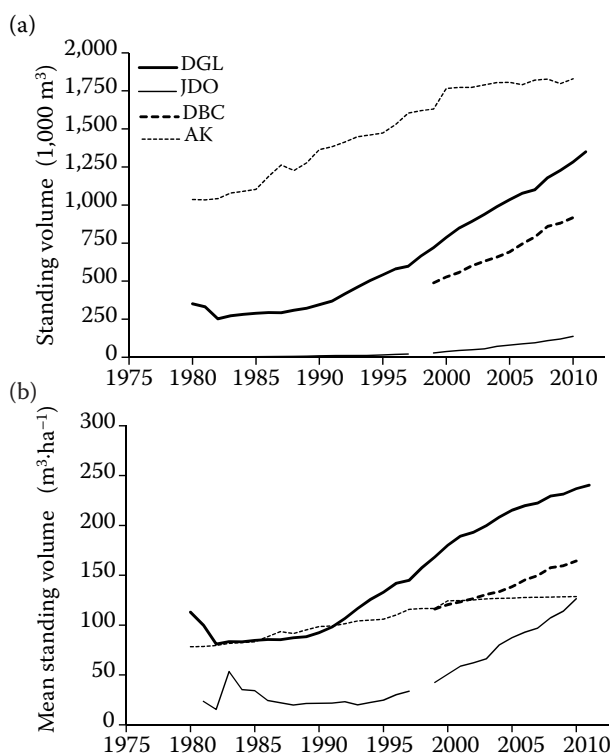 (a)
2,000
1,750
1,500
1,250
1,000
750
500
250
0
Standing volume (1,000 m³)
DGL
JDO
DBC
AK
1975 1980 1985 1990 1995 2000 2005 2010
(b)
300
250
200
150
100
50
0
Mean standing volume (m³·ha⁻¹)
1975 1980 1985 1990 1995 2000 2005 2010